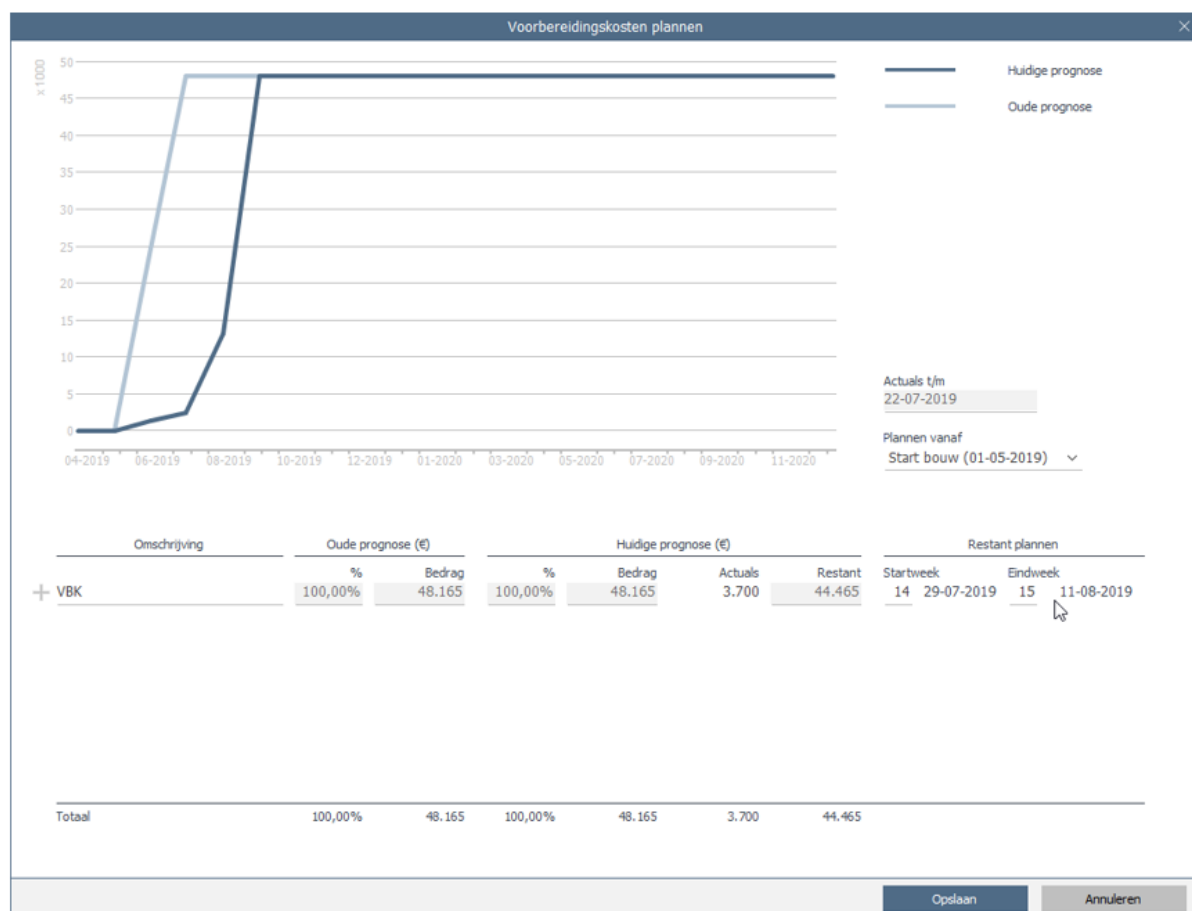 Voorbereidingskosten plannen
x 1000
50
45
40
35
30
25
20
15
10
5
0
04-2019 06-2019 08-2019 10-2019 12-2019 01-2020 03-2020 05-2020 07-2020 09-2020 11-2020
Huidige prognose
Oude prognose
Actuals t/m
22-07-2019
Plannen vanaf
Start bouw (01-05-2019)
Omschrijving Oude prognose (€) Huidige prognose (€) Restant plannen
% Bedrag % Bedrag Actuals Restant Startweek Eindweek
VBK 100,00% 48.165 100,00% 48.165 3.700 44.465 14 29-07-2019 15 11-08-2019
Totaal 100,00% 48.165 100,00% 48.165 3.700 44.465
Opslaan Annuleren